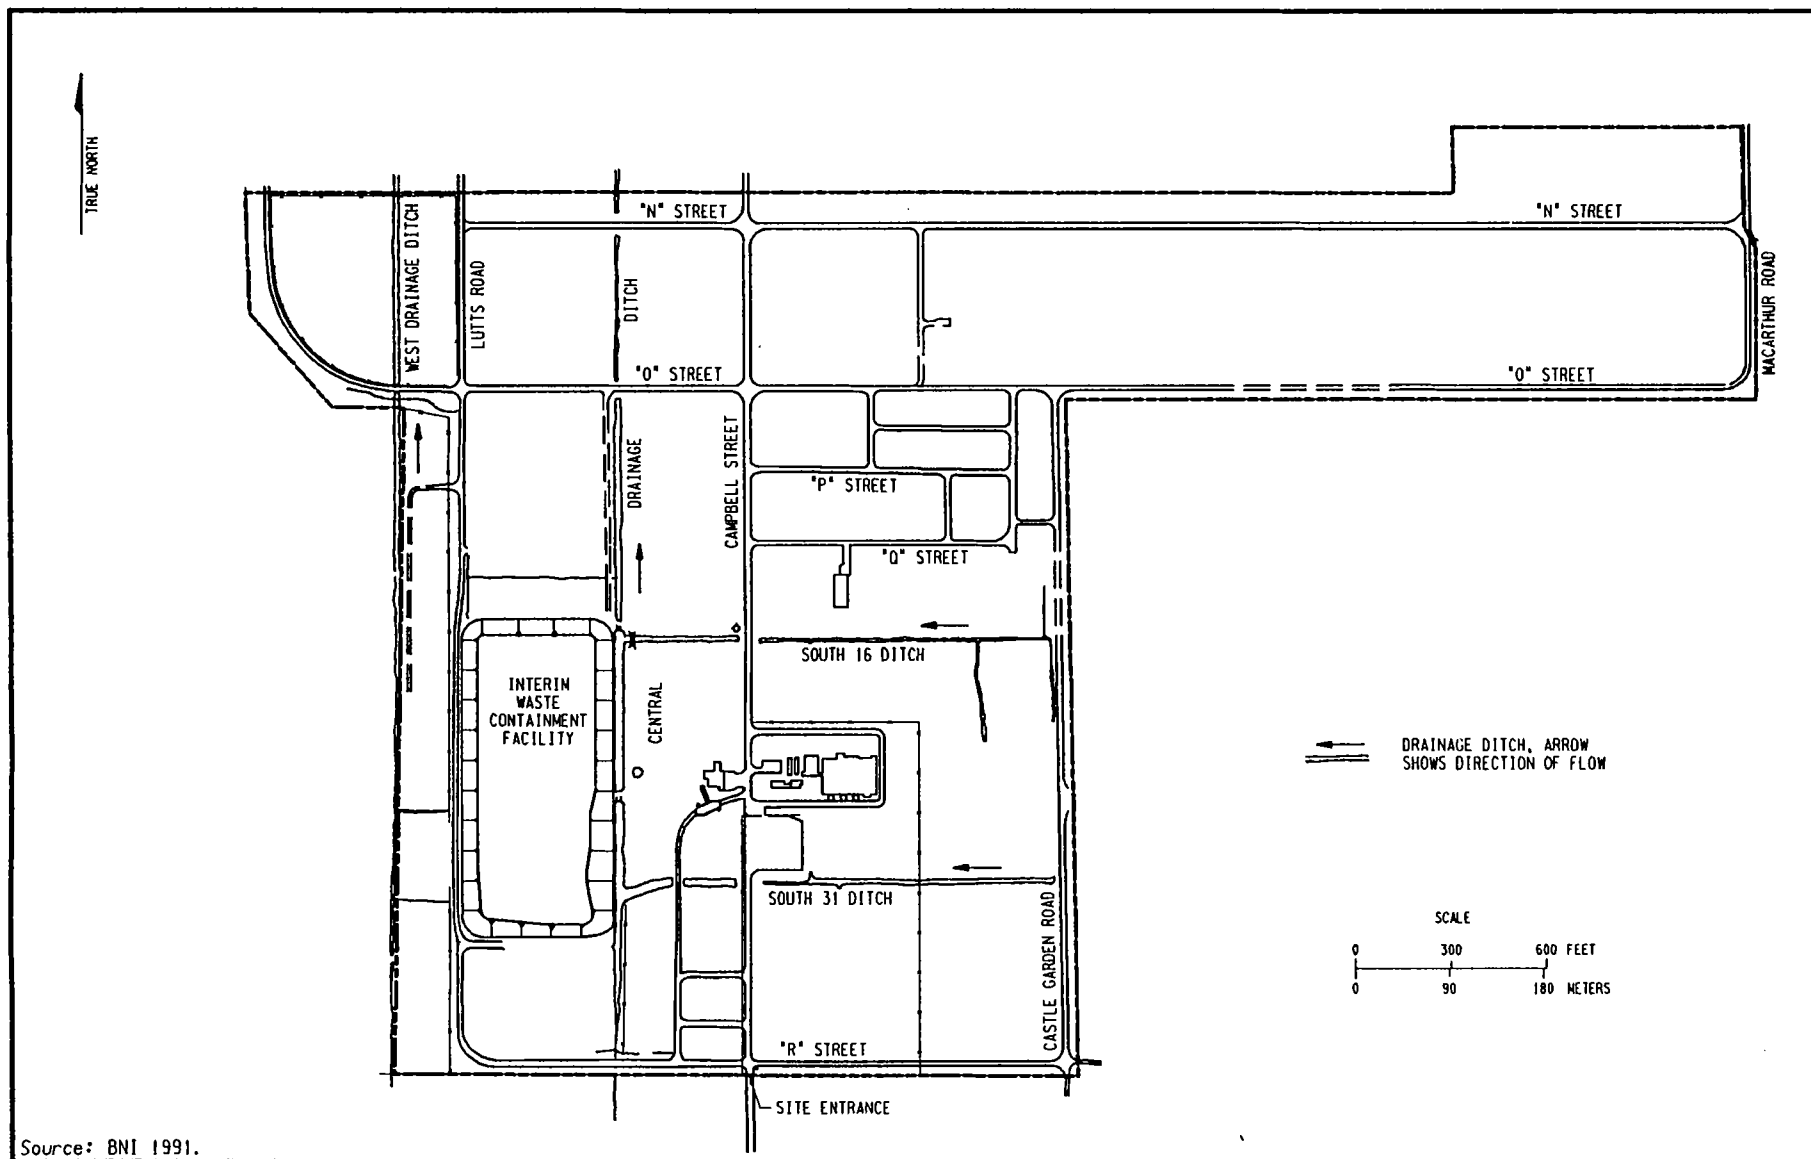 TRUE NORTH
"N" STREET
"N" STREET
WEST DRAINAGE DITCH
LUTTS ROAD
DITCH
MACARTHUR ROAD
"O" STREET
"O" STREET
DRAINAGE
CAMPBELL STREET
"P" STREET
"Q" STREET
SOUTH 16 DITCH
INTERIM
WASTE
CONTAINMENT
FACILITY
CENTRAL
DRAINAGE DITCH, ARROW
SHOWS DIRECTION OF FLOW
SOUTH 31 DITCH
CASTLE GARDEN ROAD
SCALE
0 300 600 FEET
0 90 180 METERS
"R" STREET
SITE ENTRANCE
Source: BNI 1991.